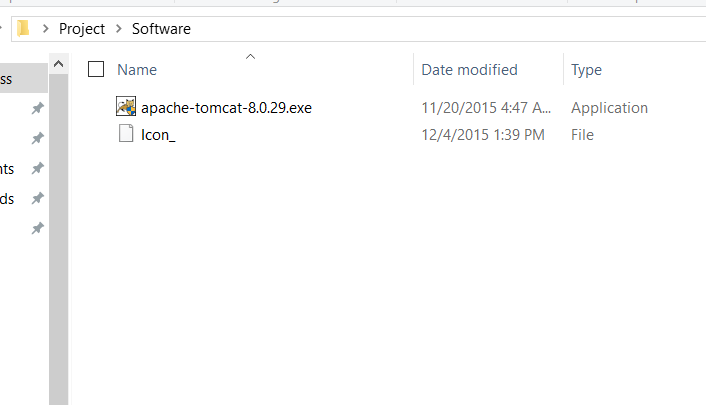 Project > Software
ss
Name Date modified Type
apache-tomcat-8.0.29.exe 11/20/2015 4:47 A... Application
Icon_ 12/4/2015 1:39 PM File
nts
ds